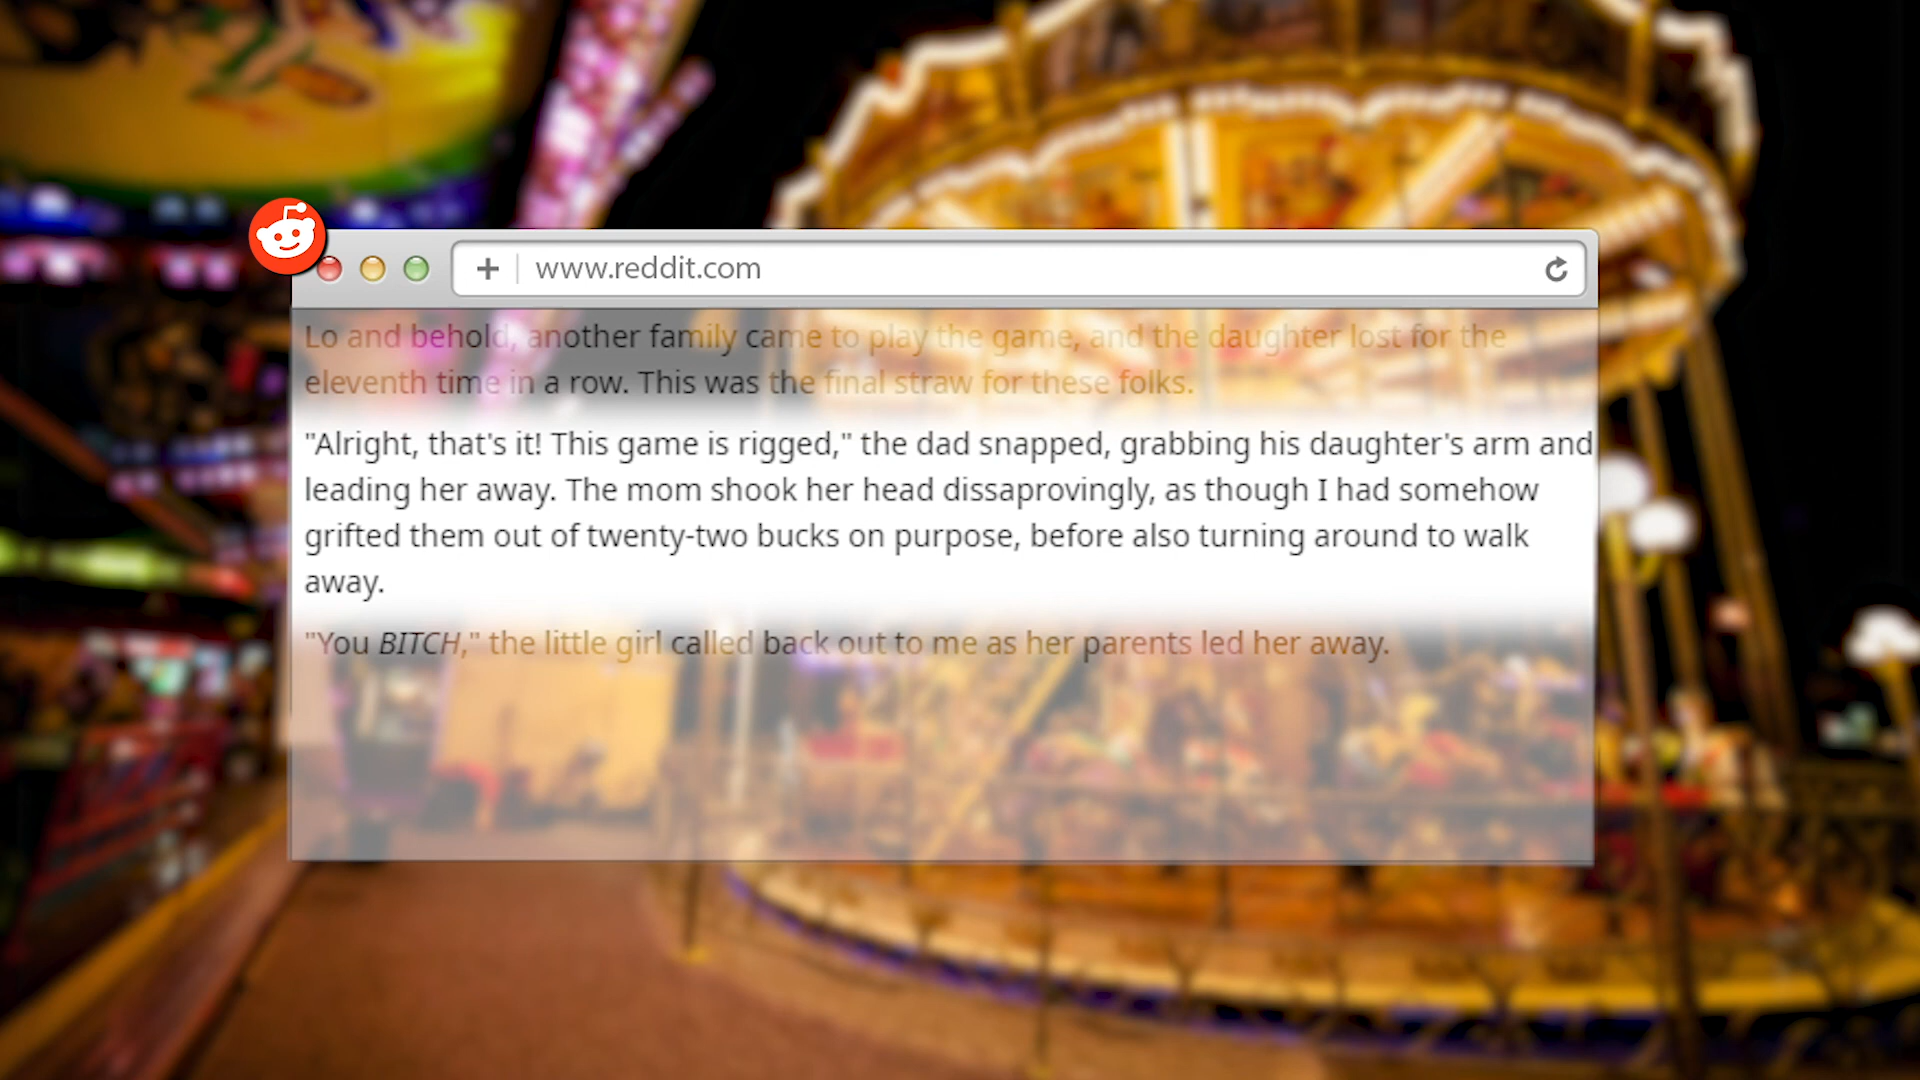 + www.reddit.com
Lo and behold, another family came to play the game, and the daughter lost for the
eleventh time in a row. This was the final straw for these folks.
"Alright, that's it! This game is rigged," the dad snapped, grabbing his daughter's arm and
leading her away. The mom shook her head dissaprovingly, as though I had somehow
grifted them out of twenty-two bucks on purpose, before also turning around to walk
away.
"You BITCH," the little girl called back out to me as her parents led her away.